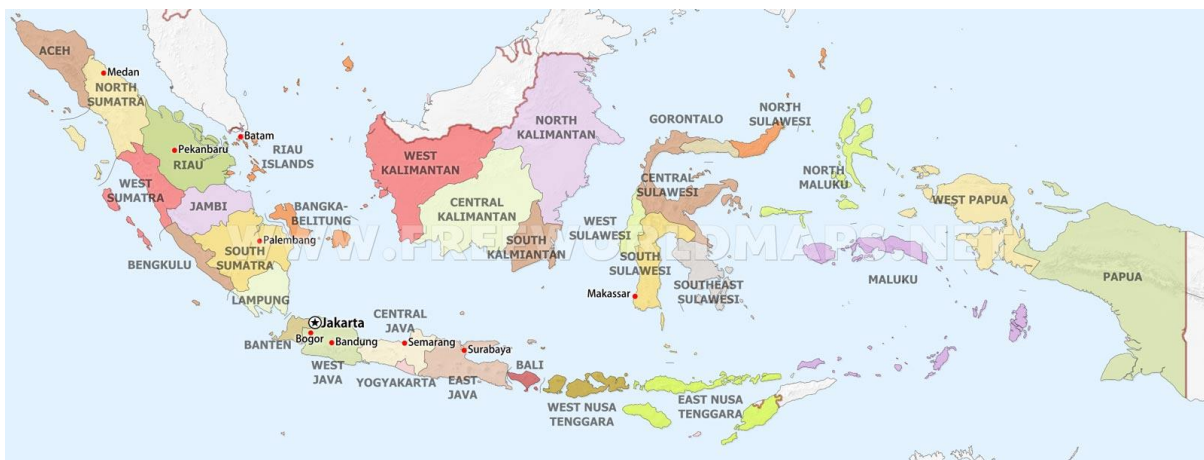 ACEH
Medan
NORTH
SUMATRA
Batam
Pekanbaru
RIAU
RIAU
ISLANDS
WEST
SUMATRA
JAMBI
BANGKA-
BELITUNG
Palembang
SOUTH
SUMATRA
BENGKULU
LAMPUNG
WEST
KALIMANTAN
NORTH
KALIMANTAN
CENTRAL
KALIMANTAN
SOUTH
KALMIANTAN
GORONTALO
NORTH
SULAWESI
CENTRAL
SULAWESI
WEST
SULAWESI
SOUTH
SULAWESI
SOUTHEAST
SULAWESI
Makassar
NORTH
MALUKU
MALUKU
WEST PAPUA
PAPUA
WWW.FREEWORLDMAPS.NET
Jakarta
Bogor
BANTEN
Bandung
WEST
JAVA
CENTRAL
JAVA
Semarang
YOGYAKARTA
Surabaya
EAST-
JAVA
BALI
WEST NUSA
TENGGARA
EAST NUSA
TENGGARA